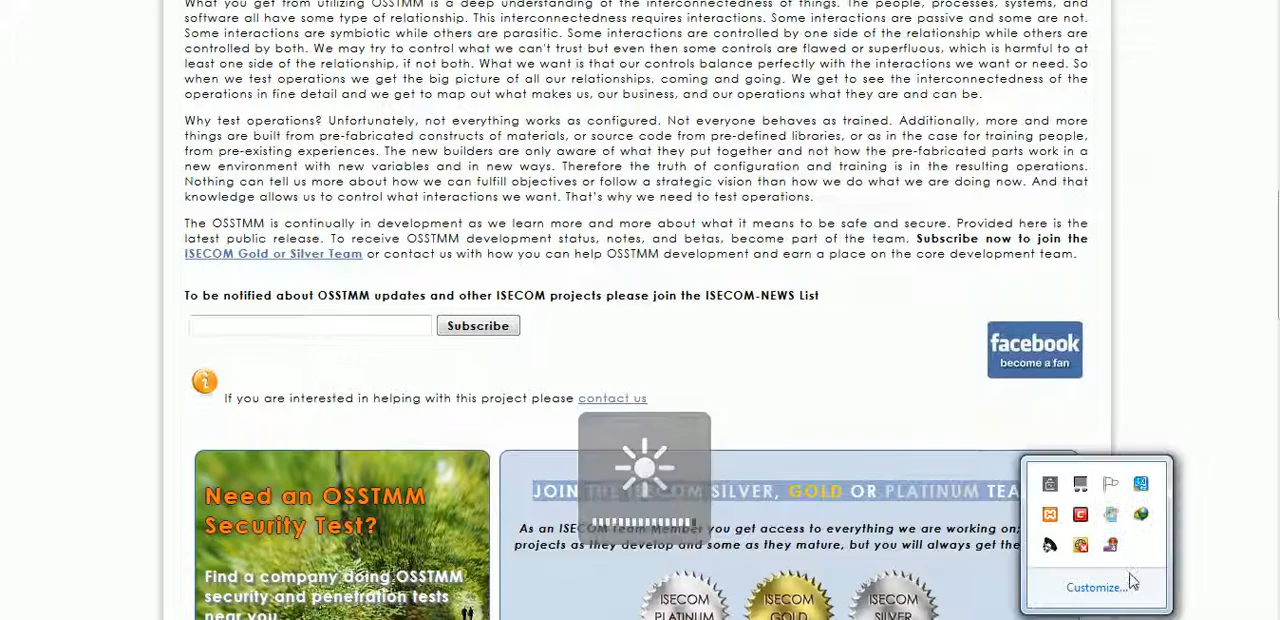 What you get from utilizing OSSTMM is a deep understanding of the interconnectedness of things. The people, processes, systems, and
software all have some type of relationship. This interconnectedness requires interactions. Some interactions are passive and some are not.
Some interactions are symbiotic while others are parasitic. Some interactions are controlled by one side of the relationship while others are
controlled by both. We may try to control what we can't trust but even then some controls are flawed or superfluous, which is harmful to at
least one side of the relationship, if not both. What we want is that our controls balance perfectly with the interactions we want or need. So
when we test operations we get the big picture of all our relationships, coming and going. We get to see the interconnectedness of the
operations in fine detail and we get to map out what makes us, our business, and our operations what they are and can be.
Why test operations? Unfortunately, not everything works as configured. Not everyone behaves as trained. Additionally, more and more
things are built from pre-fabricated constructs of materials, or source code from pre-defined libraries, or as in the case for training people,
from pre-existing experiences. The new builders are only aware of what they put together and not how the pre-fabricated parts work in a
new environment with new variables and in new ways. Therefore the truth of configuration and training is in the resulting operations.
Nothing can tell us more about how we can fulfill objectives or follow a strategic vision than how we do what we are doing now. And that
knowledge allows us to control what interactions we want. That's why we need to test operations.
The OSSTMM is continually in development as we learn more and more about what it means to be safe and secure. Provided here is the
latest public release. To receive OSSTMM development status, notes, and betas, become part of the team. Subscribe now to join the
ISECOM Gold or Silver Team or contact us with how you can help OSSTMM development and earn a place on the core development team.
To be notified about OSSTMM updates and other ISECOM projects please join the ISECOM-NEWS List
Subscribe
facebook
become a fan
If you are interested in helping with this project please contact us
Need an OSSTMM
Security Test?
Find a company doing OSSTMM
security and penetration tests
near you
JOIN THE ISECOM SILVER, GOLD OR PLATINUM TEA
As an ISECOM Team Member you get access to everything we are working on;
projects as they develop and some as they mature, but you will always get the
ISECOM
PLATINUM
ISECOM
GOLD
ISECOM
SILVER
Customize...